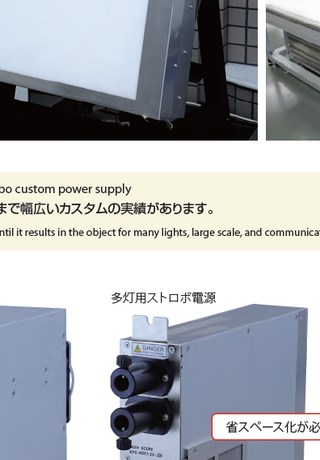 bo custom power supply
まで幅広いカスタムの実績があります。
ntil it results in the object for many lights, large scale, and communica
多灯用ストロボ電源
DANGER
省スペース化が必